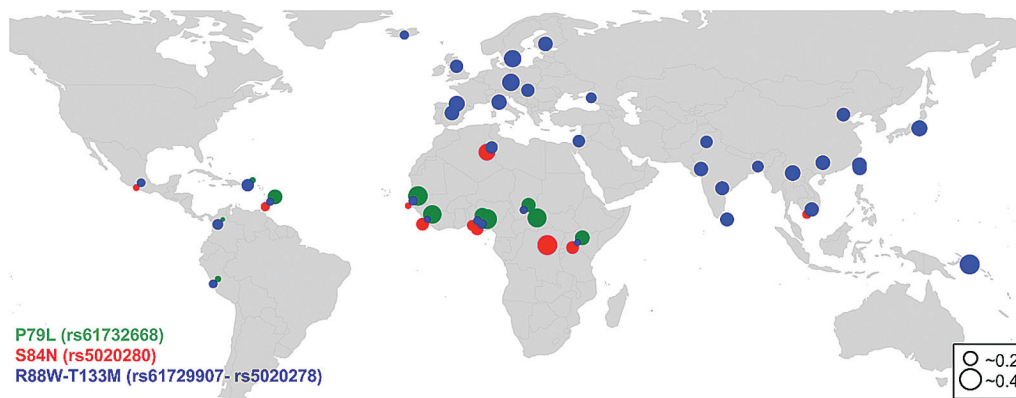 P79L (rs61732668)
S84N (rs5020280)
R88W-T133M (rs61729907- rs5020278)
~0.2
~0.4